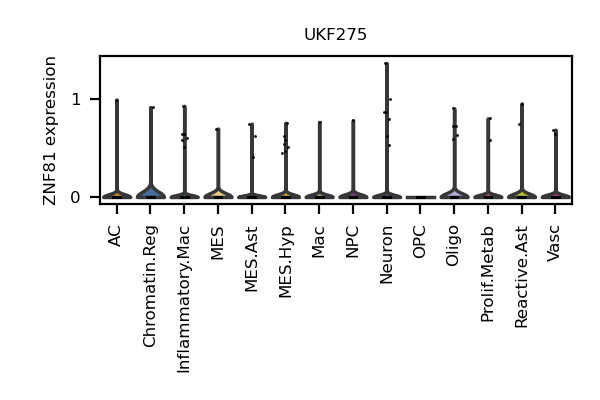 UKF275
ZNF81 expression
1
0
AC
Chromatin.Reg
Inflammatory.Mac
MES
MES.Ast
MES.Hyp
Mac
NPC
Neuron
OPC
Oligo
Prolif.Metab
Reactive.Ast
Vasc